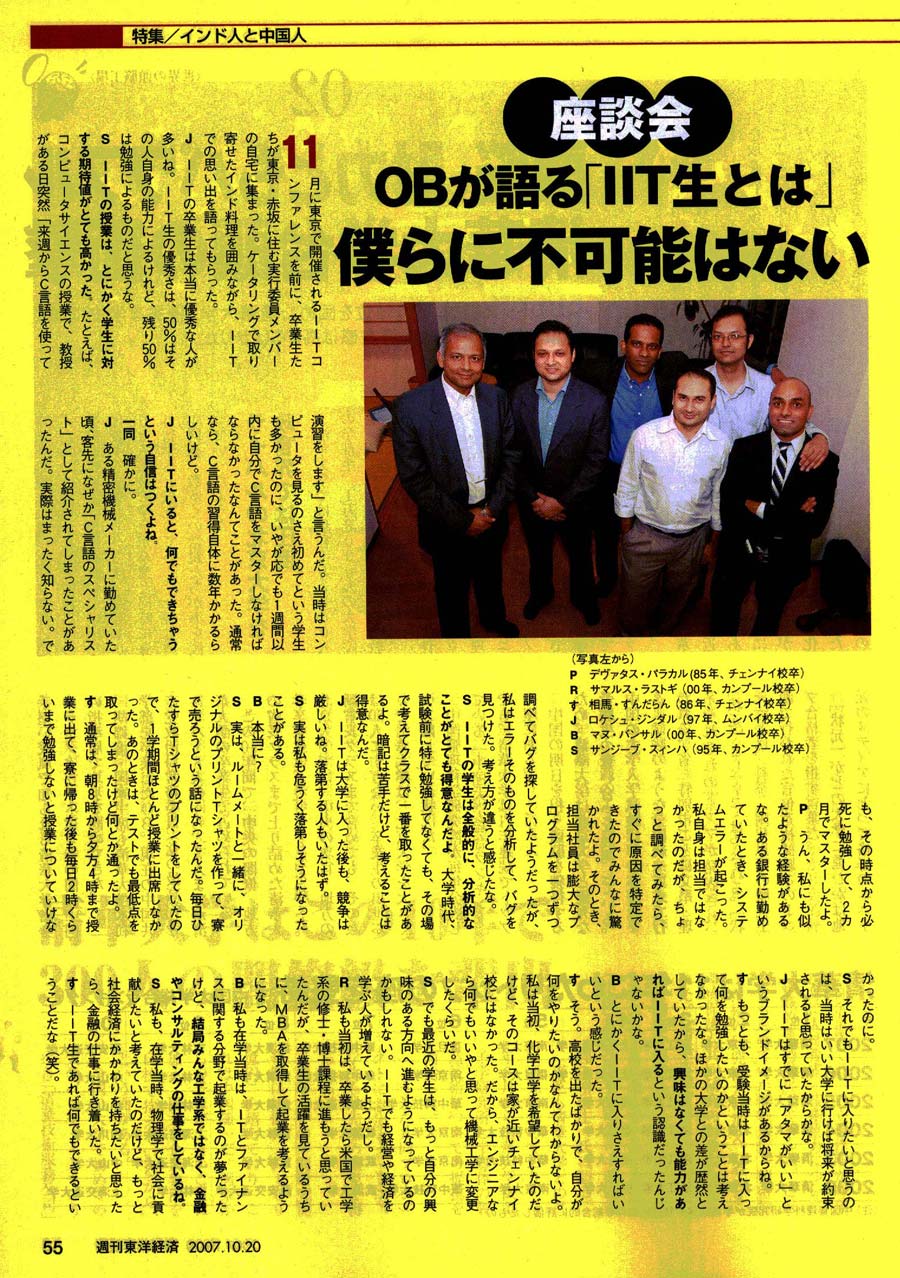 特集／インド人と中国人
座談会
OBが語る「IIT生とは」
僕らに不可能はない
11月に東京で開催されるIITコ
ンファレンスを前に、卒業生た
ちが東京・赤坂に住む実行委員メンバー
の自宅に集まった。ケータリングで取り
寄せたインド料理を囲みながら、IIT
での思い出を語ってもらった。
J　IITの卒業生は本当に優秀な人が
多いね。IIT生の優秀さは、50%はそ
の人自身の能力によるけれど、残り50%
は勉強によるものだと思うな。
S　IITの授業は、とにかく学生に対
する期待値がとても高かった。たとえば、
コンピュータサイエンスの授業で、教授
がある日突然「来週からC言語を使って
演習をします」と言うんだ。当時はコン
ピュータを見るのさえ初めてという学生
も多かったのに、いやが応でも1週間以
内に自分でC言語をマスターしなければ
ならなかったなんてことがあった。通常
なら、C言語の習得自体に数年かかるら
しいけど。
J　IITにいると、何でもできちゃう
という自信はつくよね。
一同　確かに。
J　ある精密機械メーカーに勤めていた
頃、客先になぜか「C言語のスペシャリス
ト」として紹介されてしまったことがあ
ったんだ。実際はまったく知らない。で
（写真左から）
P　デヴァタス・バラカル（85年、チェンナイ校卒）
R　サマルス・ラストギ（00年、カンプール校卒）
す　相馬・すんだらん（86年、チェンナイ校卒）
J　ロケシュ・ジンダル（97年、ムンバイ校卒）
B　マヌ・バンサル（00年、カンプール校卒）
S　サンジーブ・スィンハ（95年、カンプール校卒）
も、その時点から必
死に勉強して、2カ
月でマスターしたよ。
P　うん、私にも似
たような経験がある
な。ある銀行に勤め
ていたとき、システ
ムエラーが起こった。
私自身は担当ではな
かったのだが、ちょ
っと調べてみたら、
すぐに原因を特定で
きたのでみんなに驚
かれたよ。そのとき、
担当社員は膨大なプ
ログラムを一つずつ
調べてバグを探していたようだったが、
私はエラーそのものを分析して、バグを
見つけた。考え方が違うと感じたな。
S　IITの学生は全般的に、分析的な
ことがとても得意なんだよ。大学時代、
試験前に特に勉強してなくても、その場
で考えてクラスで一番を取ったことがあ
るよ。暗記は苦手だけど、考えることは
得意なんだ。
J　IITは大学に入った後も、競争は
厳しいね。落第する人もいたはず。
S　実は私も危うく落第しそうになった
ことがある。
B　本当に？
S　実は、ルームメートと一緒に、オリ
ジナルのプリントTシャツを作って、寮
で売ろうという話になったんだ。毎日ひ
たすらTシャツのプリントをしていたの
で、1学期間ほとんど授業に出席しなか
った。あのときは、テストでも最低点を
取ってしまったけど何とか通ったよ。
す　通常は、朝8時から夕方4時まで授
業に出て、寮に帰った後も毎日2時くら
いまで勉強しないと授業についていけな
かったのに。
S　それでもIITに入りたいと思うの
は、当時はいい大学に行けば将来が約束
されると思っていたからかな。
J　IITはすでに「アタマがいい」と
いうブランドイメージがあるからね。
す　もっとも、受験当時はIITに入っ
て何を勉強したいのかということは考え
なかったな。ほかの大学との差が歴然と
していたから、興味はなくても能力があ
ればIITに入るという認識だったんじ
ゃないかな。
B　とにかくIITに入りさえすればい
いという感じだった。
す　そう。高校を出たばかりで、自分が
何をやりたいのかなんてわからないよ。
私は当初、化学工学を希望していたのだ
けど、そのコースは家が近いチェンナイ
校にはなかった。だから、エンジニアな
ら何でもいいやと思って機械工学に変更
したくらいだ。
S　でも最近の学生は、もっと自分の興
味のある方向へ進むようになっているの
かもしれない。IITでも経営や経済を
学ぶ人が増えているようだし。
R　私も当初は、卒業したら米国で工学
系の修士・博士課程に進もうと思ってい
たんだが、卒業生の活躍を見ているうち
に、MBAを取得して起業を考えるよう
になった。
B　私も在学当時は、ITとファイナン
スに関する分野で起業するのが夢だった
けど、結局みんな工学系ではなく、金融
やコンサルティングの仕事をしているね。
S　私も、在学当時、物理学で社会に貢
献したいと考えていたのだけど、もっと
社会経済にかかわりを持ちたいと思った
ら、金融の仕事に行き着いた。
す　IIT生であれば何でもできるとい
うことだな（笑）。
55　週刊東洋経済 2007.10.20